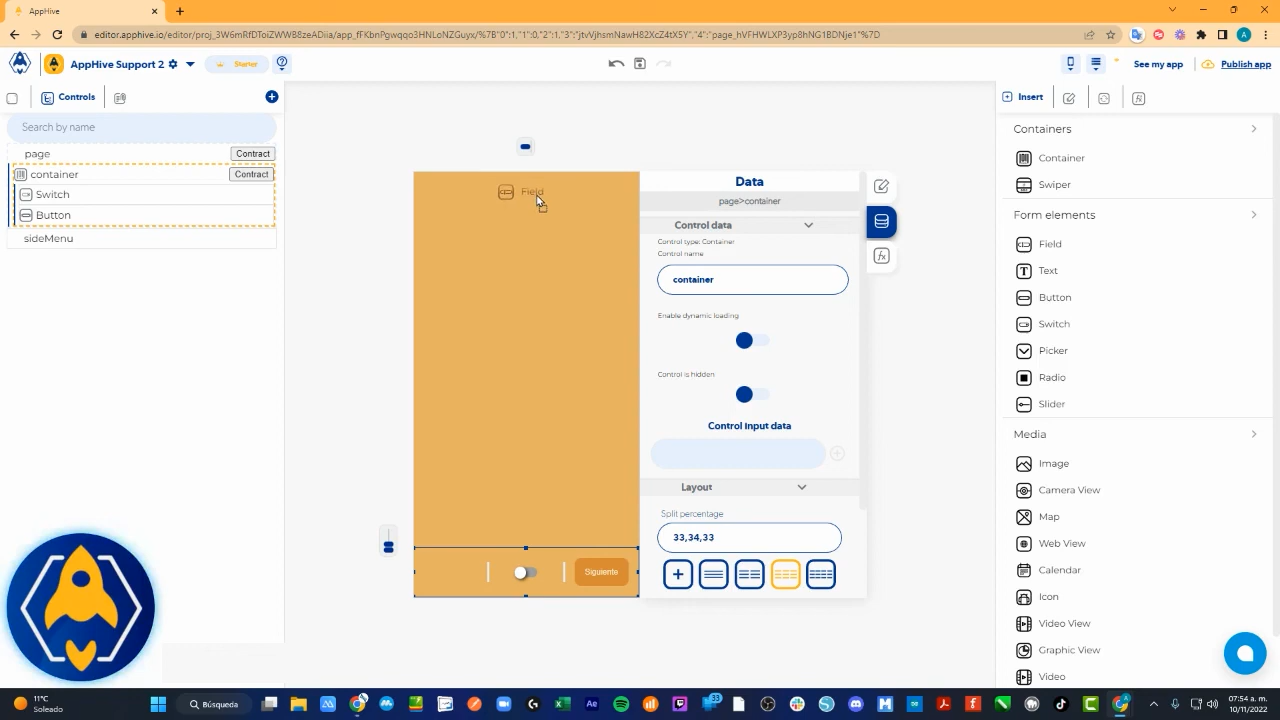 AppHive
editor.apphive.io/editor/proj_3W6mRfDToiZWW88zeADiia/app_fFKbnPgwqqo3HNLoNZGuyx/%7B"0":1,"1":0,"2":1,"3":"jtvVjhsmNawH82XcZ4tX5Y","4":"page_hVFHWLXP3yp8hNG1BDNje1"%7D
AppHive Support 2
Starter
See my app
Publish app
Controls
Search by name
page
Contract
container
Contract
Switch
Button
sideMenu
Field
Siguiente
Data
page>container
Control data
Control type: Container
Control name
container
Enable dynamic loading
Control is hidden
Control input data
Layout
Split percentage
33,34,33
Insert
Containers
Container
Swiper
Form elements
Field
Text
Button
Switch
Picker
Radio
Slider
Media
Image
Camera View
Map
Web View
Calendar
Icon
Video View
Graphic View
Video
11°C
Soleado
Búsqueda
33
07:54 a. m.
10/11/2022